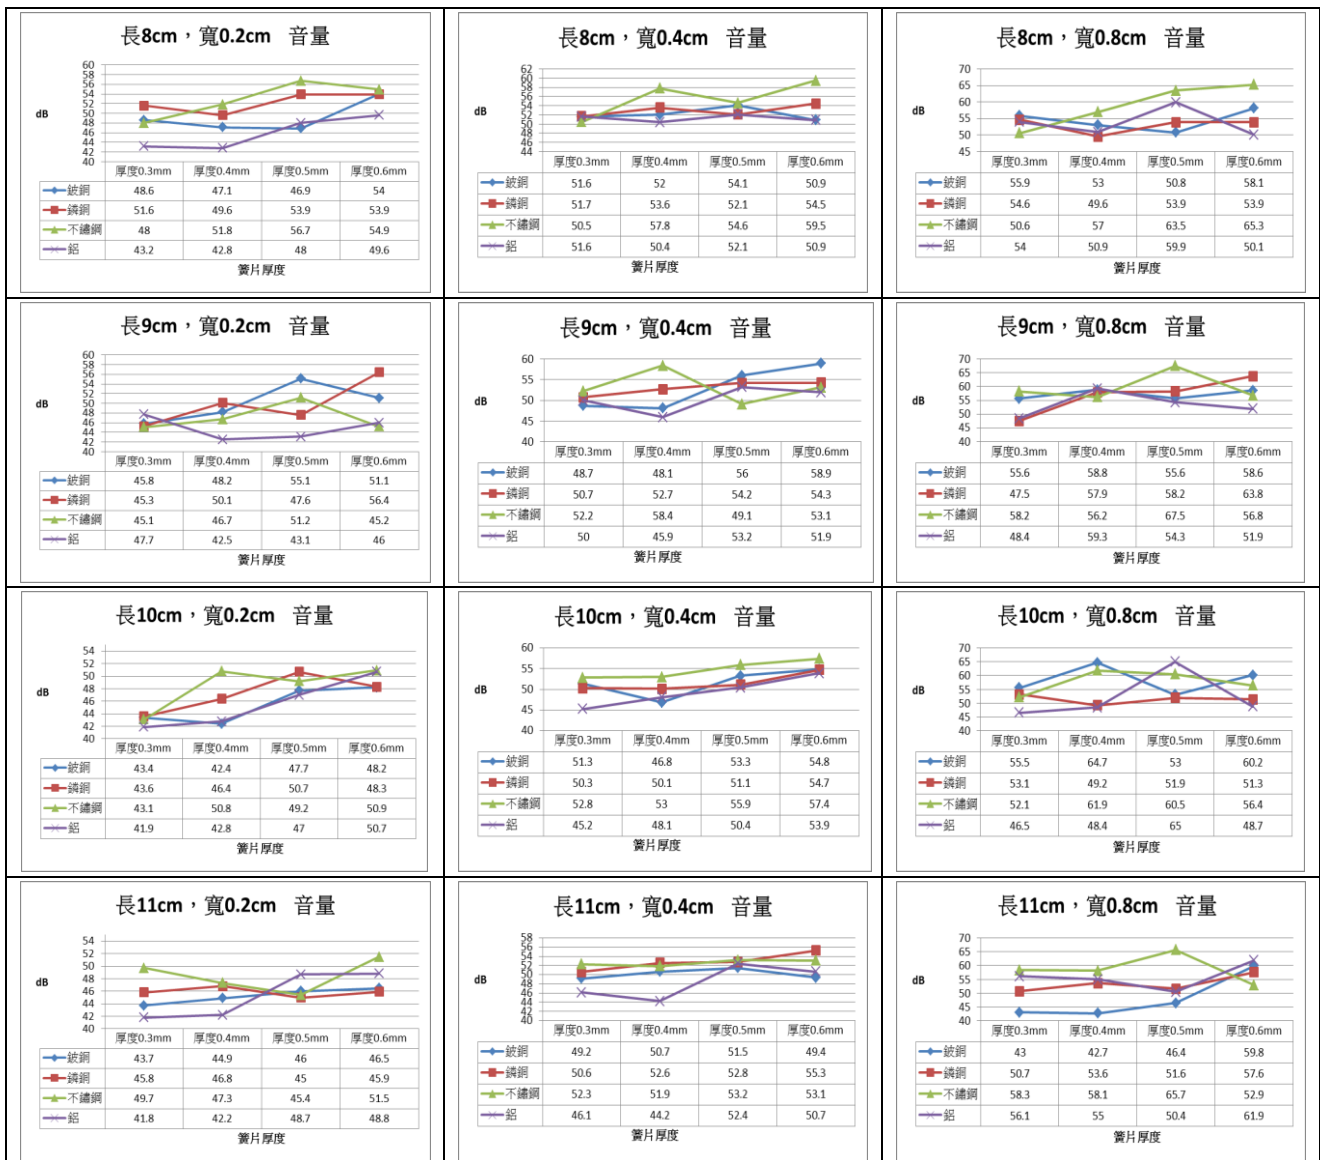 長8cm，寬0.2cm 音量
60
58
56
54
52
50
48
46
44
42
40
dB
厚度0.3mm 厚度0.4mm 厚度0.5mm 厚度0.6mm
鈹銅 48.6 47.1 46.9 54
鏻銅 51.6 49.6 53.9 53.9
不鏽鋼 48 51.8 56.7 54.9
鋁 43.2 42.8 48 49.6
簧片厚度
長8cm，寬0.4cm 音量
62
60
58
56
54
52
50
48
46
44
dB
厚度0.3mm 厚度0.4mm 厚度0.5mm 厚度0.6mm
鈹銅 51.6 52 54.1 50.9
鏻銅 51.7 53.6 52.1 54.5
不鏽鋼 50.5 57.8 54.6 59.5
鋁 51.6 50.4 52.1 50.9
簧片厚度
長8cm，寬0.8cm 音量
70
65
60
55
50
45
dB
厚度0.3mm 厚度0.4mm 厚度0.5mm 厚度0.6mm
鈹銅 55.9 53 50.8 58.1
鏻銅 54.6 49.6 53.9 53.9
不鏽鋼 50.6 57 63.5 65.3
鋁 54 50.9 59.9 50.1
簧片厚度
長9cm，寬0.2cm 音量
60
58
56
54
52
50
48
46
44
42
40
dB
厚度0.3mm 厚度0.4mm 厚度0.5mm 厚度0.6mm
鈹銅 45.8 48.2 55.1 51.1
鏻銅 45.3 50.1 47.6 56.4
不鏽鋼 45.1 46.7 51.2 45.2
鋁 47.7 42.5 43.1 46
簧片厚度
長9cm，寬0.4cm 音量
60
55
50
45
40
dB
厚度0.3mm 厚度0.4mm 厚度0.5mm 厚度0.6mm
鈹銅 48.7 48.1 56 58.9
鏻銅 50.7 52.7 54.2 54.3
不鏽鋼 52.2 58.4 49.1 53.1
鋁 50 45.9 53.2 51.9
簧片厚度
長9cm，寬0.8cm 音量
70
65
60
55
50
45
40
dB
厚度0.3mm 厚度0.4mm 厚度0.5mm 厚度0.6mm
鈹銅 55.6 58.8 55.6 58.6
鏻銅 47.5 57.9 58.2 63.8
不鏽鋼 58.2 56.2 67.5 56.8
鋁 48.4 59.3 54.3 51.9
簧片厚度
長10cm，寬0.2cm 音量
54
52
50
48
46
44
42
40
dB
厚度0.3mm 厚度0.4mm 厚度0.5mm 厚度0.6mm
鈹銅 43.4 42.4 47.7 48.2
鏻銅 43.6 46.4 50.7 48.3
不鏽鋼 43.1 50.8 49.2 50.9
鋁 41.9 42.8 47 50.7
簧片厚度
長10cm，寬0.4cm 音量
60
55
50
45
40
dB
厚度0.3mm 厚度0.4mm 厚度0.5mm 厚度0.6mm
鈹銅 51.3 46.8 53.3 54.8
鏻銅 50.3 50.1 51.1 54.7
不鏽鋼 52.8 53 55.9 57.4
鋁 45.2 48.1 50.4 53.9
簧片厚度
長10cm，寬0.8cm 音量
70
65
60
55
50
45
40
dB
厚度0.3mm 厚度0.4mm 厚度0.5mm 厚度0.6mm
鈹銅 55.5 64.7 53 60.2
鏻銅 53.1 49.2 51.9 51.3
不鏽鋼 52.1 61.9 60.5 56.4
鋁 46.5 48.4 65 48.7
簧片厚度
長11cm，寬0.2cm 音量
54
52
50
48
46
44
42
40
dB
厚度0.3mm 厚度0.4mm 厚度0.5mm 厚度0.6mm
鈹銅 43.7 44.9 46 46.5
鏻銅 45.8 46.8 45 45.9
不鏽鋼 49.7 47.3 45.4 51.5
鋁 41.8 42.2 48.7 48.8
簧片厚度
長11cm，寬0.4cm 音量
58
56
54
52
50
48
46
44
42
40
dB
厚度0.3mm 厚度0.4mm 厚度0.5mm 厚度0.6mm
鈹銅 49.2 50.7 51.5 49.4
鏻銅 50.6 52.6 52.8 55.3
不鏽鋼 52.3 51.9 53.2 53.1
鋁 46.1 44.2 52.4 50.7
簧片厚度
長11cm，寬0.8cm 音量
70
65
60
55
50
45
40
dB
厚度0.3mm 厚度0.4mm 厚度0.5mm 厚度0.6mm
鈹銅 43 42.7 46.4 59.8
鏻銅 50.7 53.6 51.6 57.6
不鏽鋼 58.3 58.1 65.7 52.9
鋁 56.1 55 50.4 61.9
簧片厚度